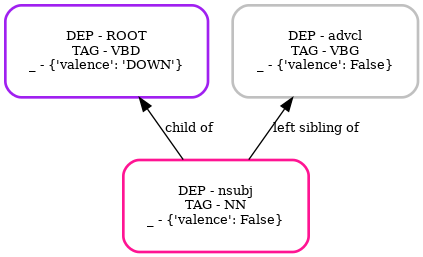 DEP - ROOT
TAG - VBD
_ - {'valence': 'DOWN'}
DEP - advcl
TAG - VBG
_ - {'valence': False}
child of
left sibling of
DEP - nsubj
TAG - NN
_ - {'valence': False}